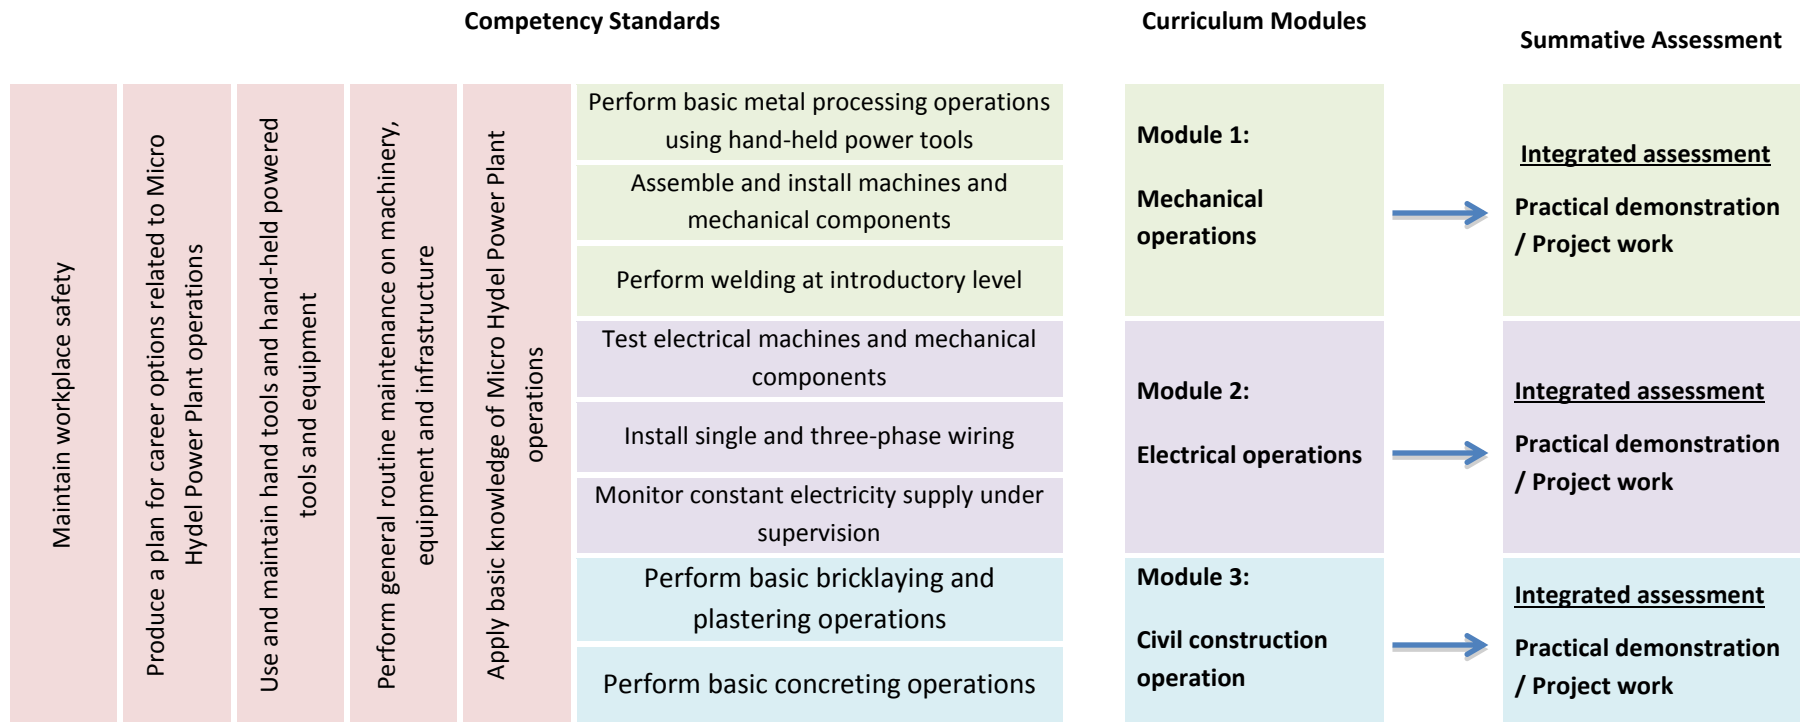 Competency Standards
Curriculum Modules
Summative Assessment
Maintain workplace safety
Produce a plan for career options related to Micro
Hydel Power Plant operations
Use and maintain hand tools and hand-held powered
tools and equipment
Perform general routine maintenance on machinery,
equipment and infrastructure
Apply basic knowledge of Micro Hydel Power Plant
operations
Perform basic metal processing operations
using hand-held power tools
Assemble and install machines and
mechanical components
Perform welding at introductory level
Test electrical machines and mechanical
components
Install single and three-phase wiring
Monitor constant electricity supply under
supervision
Perform basic bricklaying and
plastering operations
Perform basic concreting operations
Module 1:
Mechanical
operations
Module 2:
Electrical operations
Module 3:
Civil construction
operation
Integrated assessment
Practical demonstration
/ Project work
Integrated assessment
Practical demonstration
/ Project work
Integrated assessment
Practical demonstration
/ Project work